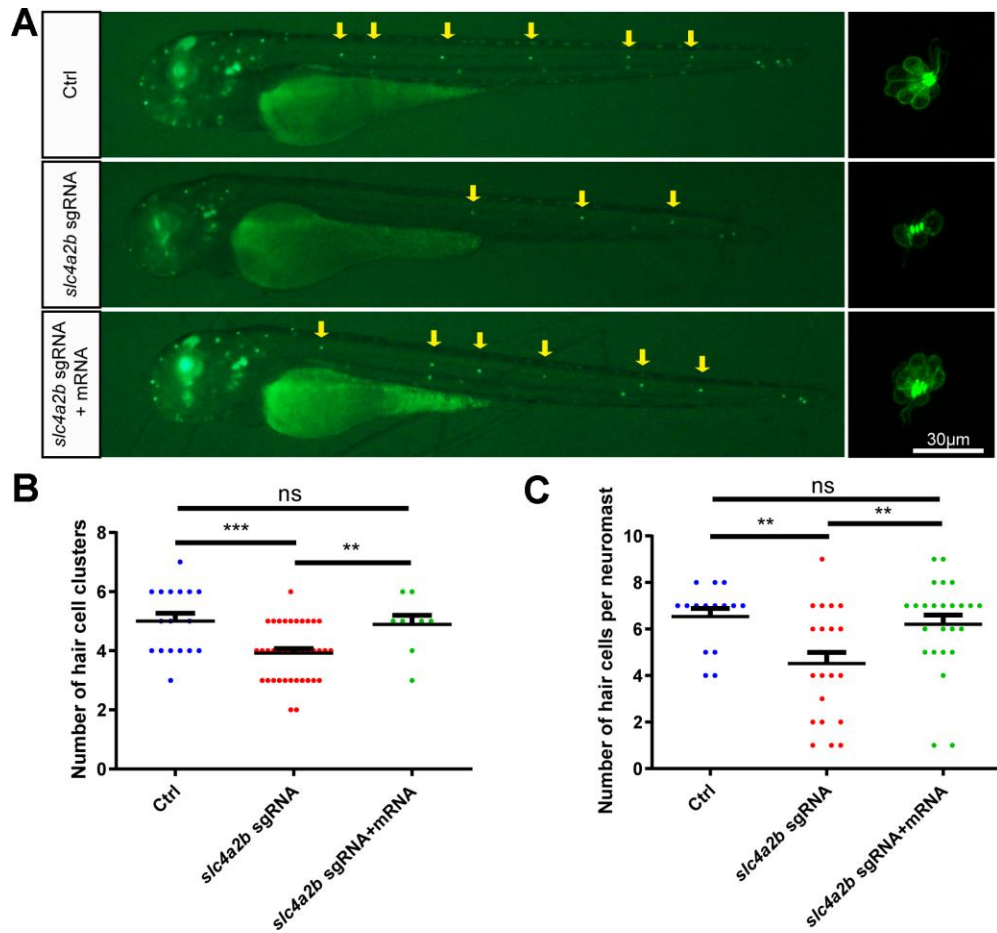 A
Ctrl
slc4a2b sgRNA
slc4a2b sgRNA
+ mRNA
30μm
B
ns
***
**
Number of hair cell clusters
8
6
4
2
0
Ctrl
slc4a2b sgRNA
slc4a2b sgRNA+mRNA
C
ns
**
**
Number of hair cells per neuromast
10
8
6
4
2
0
Ctrl
slc4a2b sgRNA
slc4a2b sgRNA+mRNA